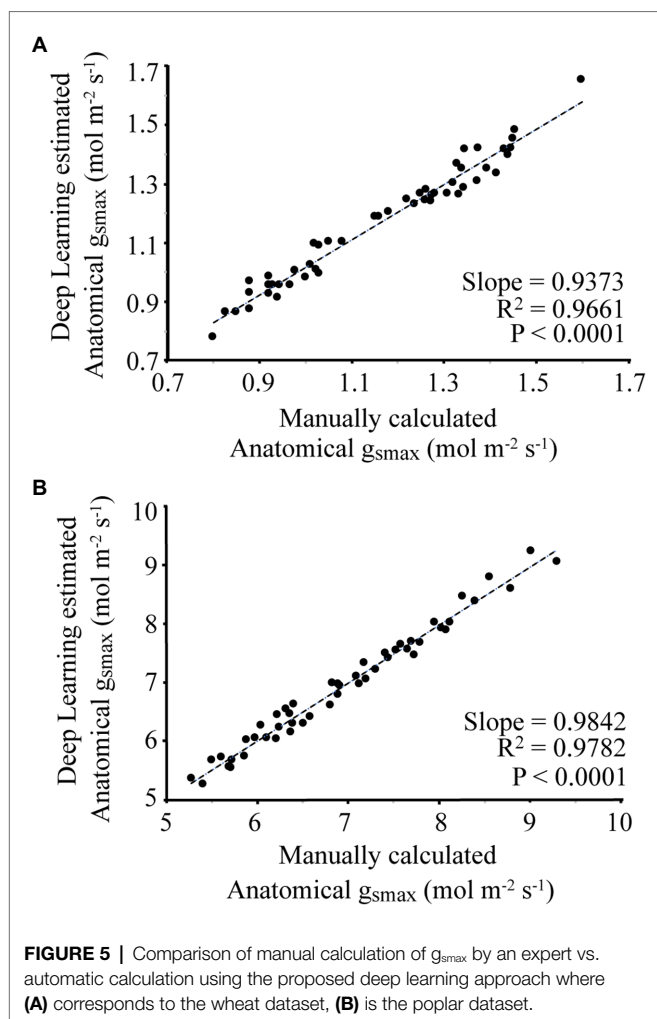 A
Deep Learning estimated
Anatomical gsmax (mol m-2 s-1)
1.7
1.5
1.3
1.1
0.9
0.7
Slope = 0.9373
R2 = 0.9661
P < 0.0001
0.7 0.9 1.1 1.3 1.5 1.7
Manually calculated
Anatomical gsmax (mol m-2 s-1)
B
Deep Learning estimated
Anatomical gsmax (mol m-2 s-1)
10
9
8
7
6
5
Slope = 0.9842
R2 = 0.9782
P < 0.0001
5 6 7 8 9 10
Manually calculated
Anatomical gsmax (mol m-2 s-1)
FIGURE 5 | Comparison of manual calculation of gsmax by an expert vs.
automatic calculation using the proposed deep learning approach where
(A) corresponds to the wheat dataset, (B) is the poplar dataset.